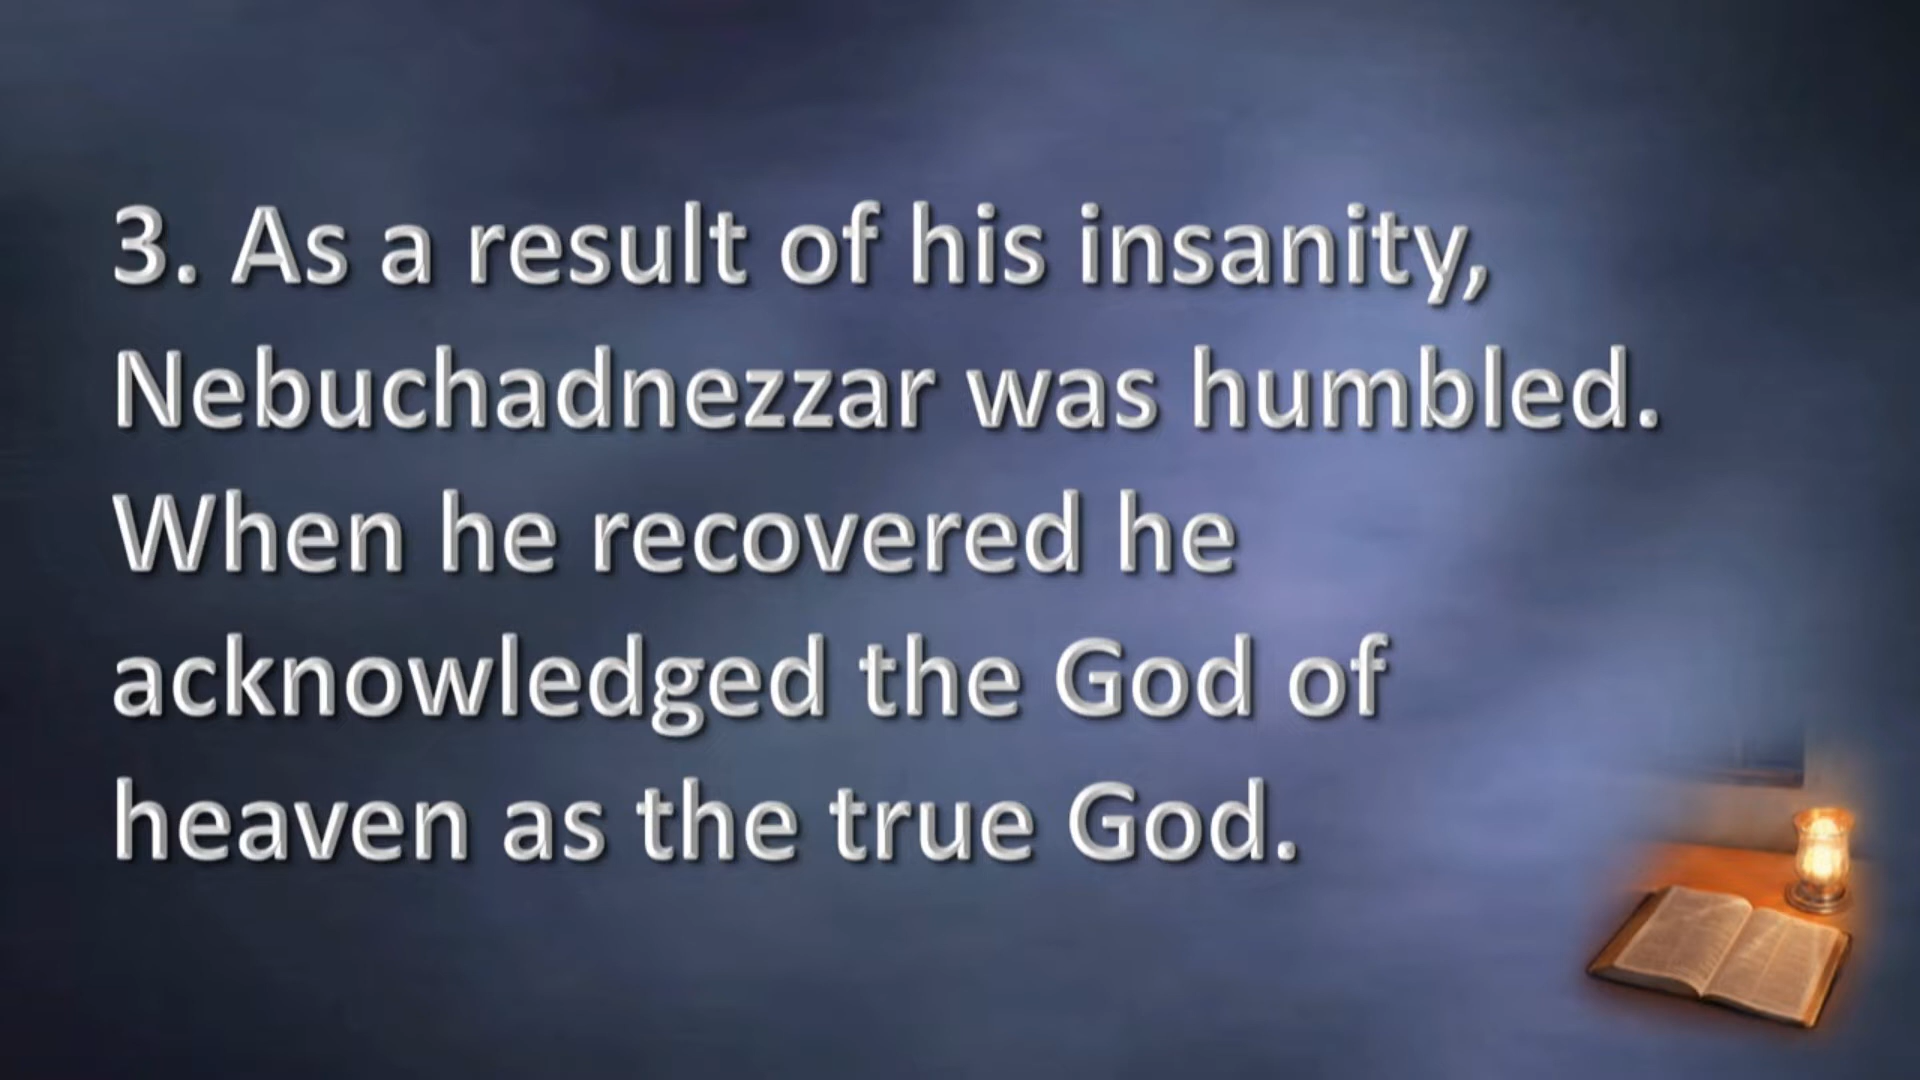 3. As a result of his insanity,
Nebuchadnezzar was humbled.
When he recovered he
acknowledged the God of
heaven as the true God.